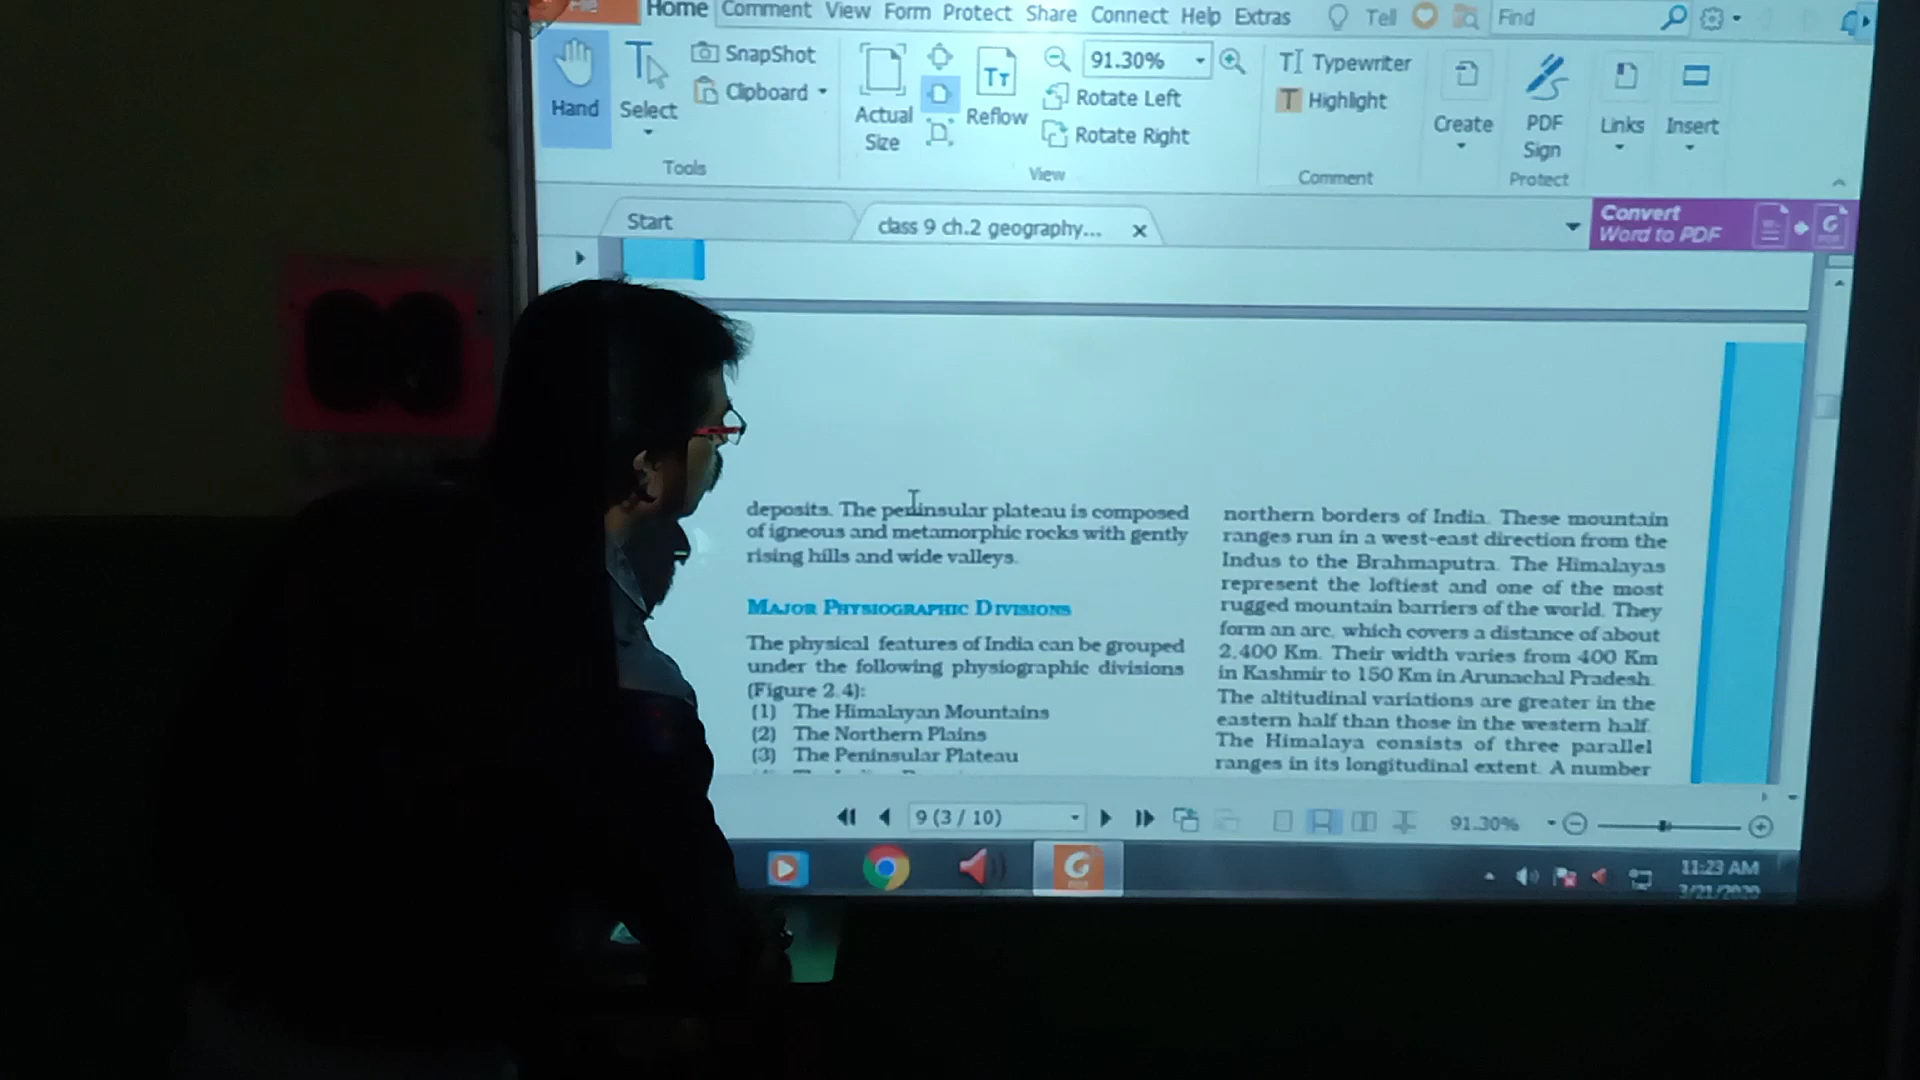 Home Comment View Form Protect Share Connect Help Extras Tell Find
Hand
Select
SnapShot
Clipboard
Tools
Actual
Size
Reflow
91.30%
Rotate Left
Rotate Right
View
Typewriter
Highlight
Comment
Create
PDF
Sign
Protect
Links
Insert
Start
class 9 ch.2 geography...
Convert
Word to PDF
deposits. The peninsular plateau is composed
of igneous and metamorphic rocks with gently
rising hills and wide valleys.
MAJOR PHYSIOGRAPHIC DIVISIONS
The physical features of India can be grouped
under the following physiographic divisions
(Figure 2.4):
(1) The Himalayan Mountains
(2) The Northern Plains
(3) The Peninsular Plateau
northern borders of India. These mountain
ranges run in a west-east direction from the
Indus to the Brahmaputra. The Himalayas
represent the loftiest and one of the most
rugged mountain barriers of the world. They
form an arc, which covers a distance of about
2,400 Km. Their width varies from 400 Km
in Kashmir to 150 Km in Arunachal Pradesh.
The altitudinal variations are greater in the
eastern half than those in the western half.
The Himalaya consists of three parallel
ranges in its longitudinal extent. A number
9 (3 / 10)
91.30%
11:23 AM
3/21/2020